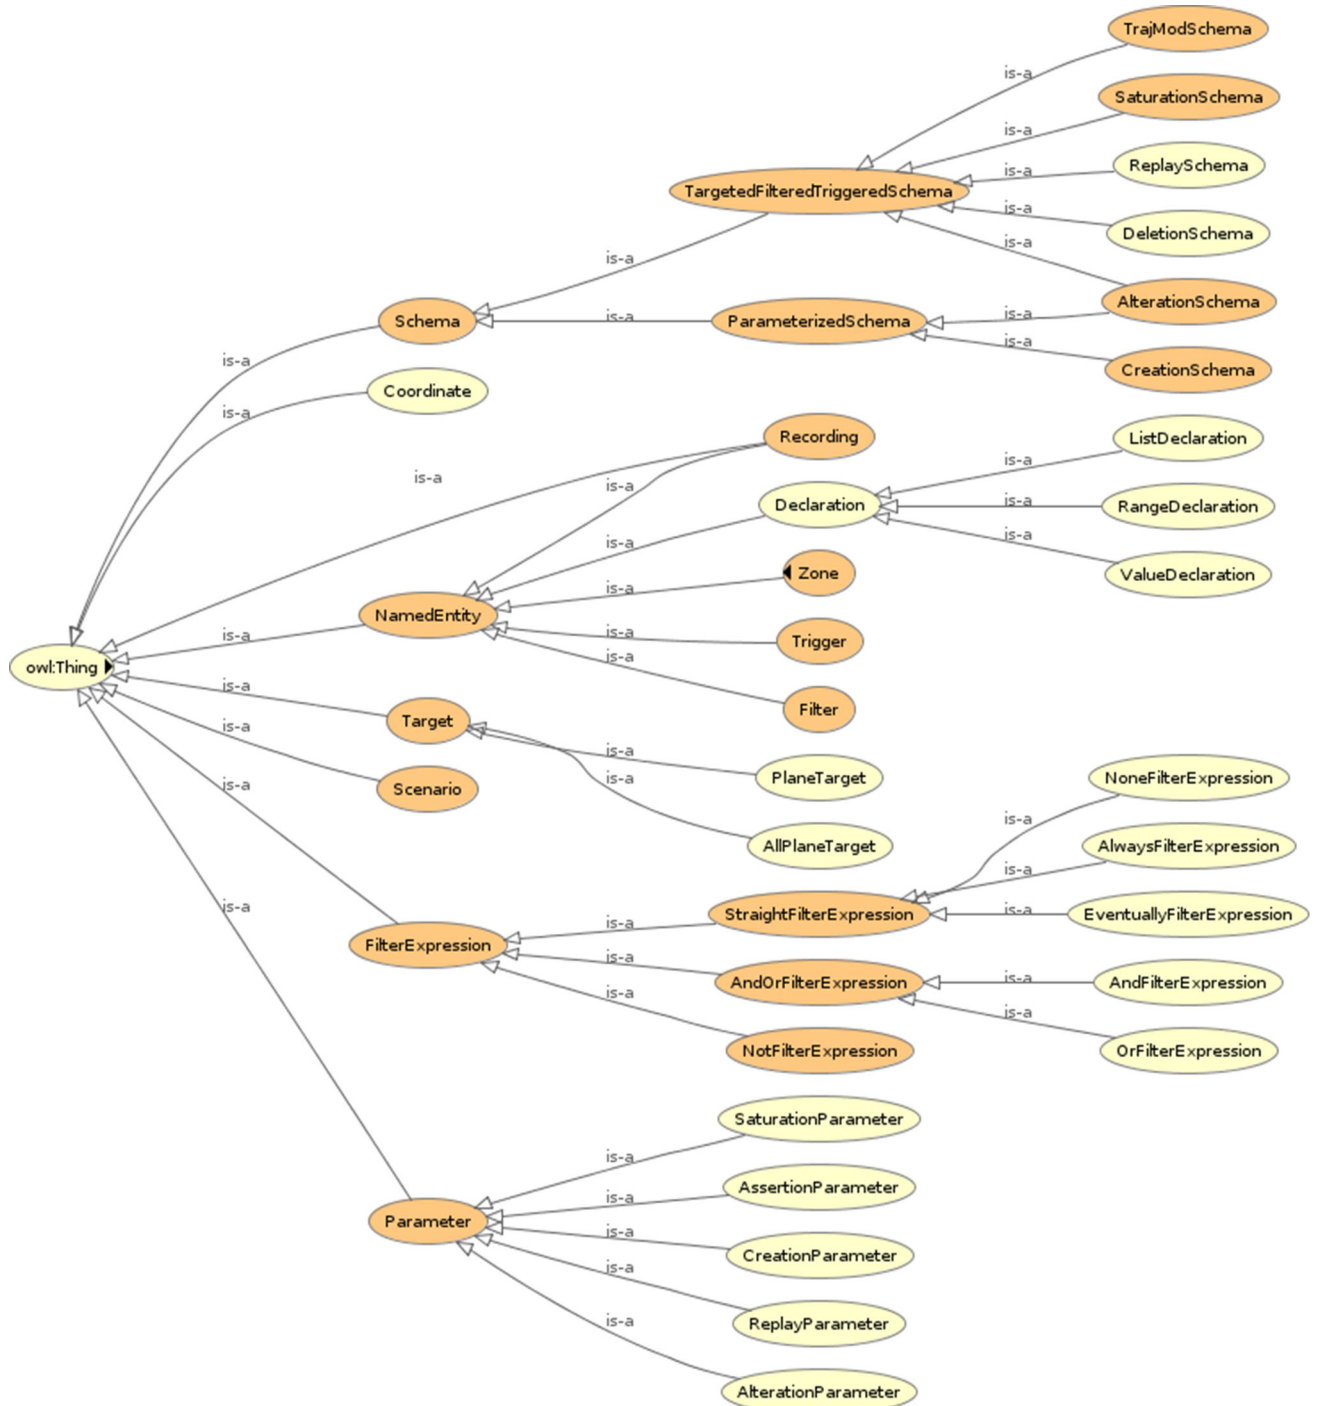 TrajModSchema
is-a
SaturationSchema
is-a
ReplySchema
is-a
TargetedFilteredTriggeredSchema
is-a
DeletionSchema
is-a
is-a
AlterationSchema
is-a
Schema
is-a
ParameterizedSchema
is-a
CreationSchema
is-a
is-a
Coordinate
is-a
Recording
ListDeclaration
is-a
is-a
is-a
Declaration
is-a
RangeDeclaration
is-a
is-a
Zone
ValueDeclaration
is-a
NamedEntity
is-a
is-a
Trigger
is-a
owl:Thing
is-a
Filter
Target
is-a
is-a
PlaneTarget
NoneFilterExpression
is-a
is-a
Scenario
is-a
AllPlaneTarget
AlwaysFilterExpression
is-a
is-a
StraightFilterExpression
is-a
EventuallyFilterExpression
is-a
FilterExpression
is-a
AndOrFilterExpression
is-a
AndFilterExpression
is-a
is-a
NotFilterExpression
OrFilterExpression
SaturationParameter
is-a
AssertionParameter
is-a
Parameter
is-a
CreationParameter
is-a
ReplayParameter
is-a
AlterationParameter